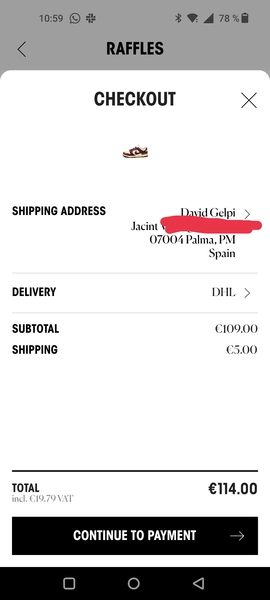 10:59 78 %
RAFFLES
CHECKOUT
SHIPPING ADDRESS David Gelpi
Jacint
07004 Palma, PM
Spain
DELIVERY DHL
SUBTOTAL €109.00
SHIPPING €5.00
TOTAL €114.00
incl. €19.79 VAT
CONTINUE TO PAYMENT